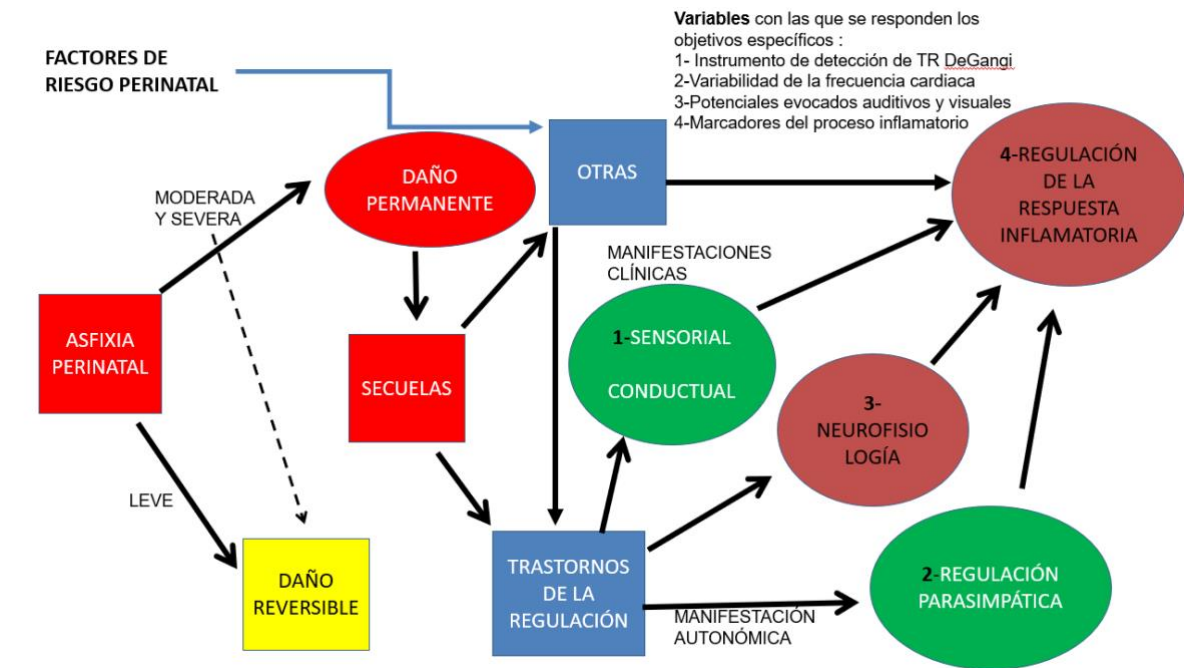 Variables con las que se responden los
objetivos específicos :
1- Instrumento de detección de TR DeGangi
2-Variabilidad de la frecuencia cardiaca
3-Potenciales evocados auditivos y visuales
4-Marcadores del proceso inflamatorio
FACTORES DE
RIESGO PERINATAL
DAÑO
PERMANENTE
OTRAS
4-REGULACIÓN
DE LA
RESPUESTA
INFLAMATORIA
MODERADA
Y SEVERA
MANIFESTACIONES
CLÍNICAS
ASFIXIA
PERINATAL
SECUELAS
1-SENSORIAL
CONDUCTUAL
3-
NEUROFISIO
LOGÍA
LEVE
DAÑO
REVERSIBLE
TRASTORNOS
DE LA
REGULACIÓN
MANIFESTACIÓN
AUTONÓMICA
2-REGULACIÓN
PARASIMPÁTICA